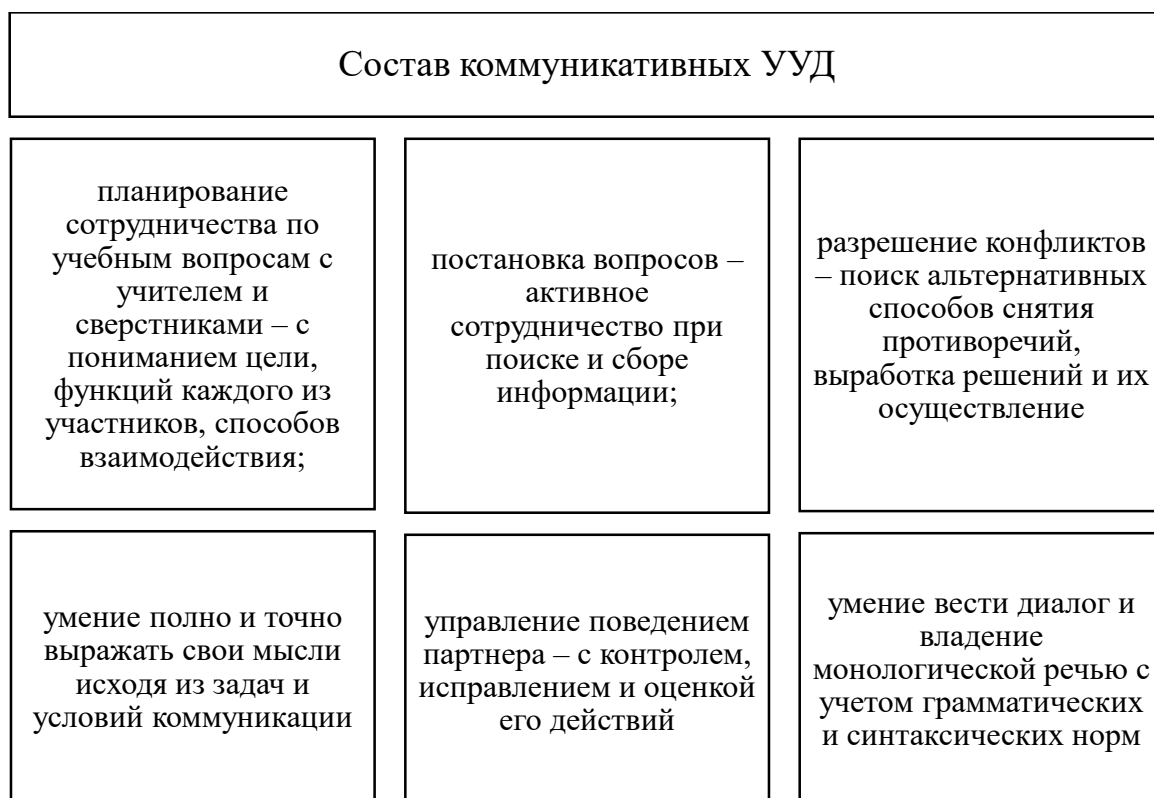 Состав коммуникативных УУД
планирование
сотрудничества по
учебным вопросам с
учителем и
сверстниками – с
пониманием цели,
функций каждого из
участников, способов
взаимодействия;
постановка вопросов –
активное
сотрудничество при
поиске и сборе
информации;
разрешение конфликтов
– поиск альтернативных
способов снятия
противоречий,
выработка решений и их
осуществление
умение полно и точно
выражать свои мысли
исходя из задач и
условий коммуникации
управление поведением
партнера – с контролем,
исправлением и оценкой
его действий
умение вести диалог и
владение
монологической речью с
учетом грамматических
и синтаксических норм